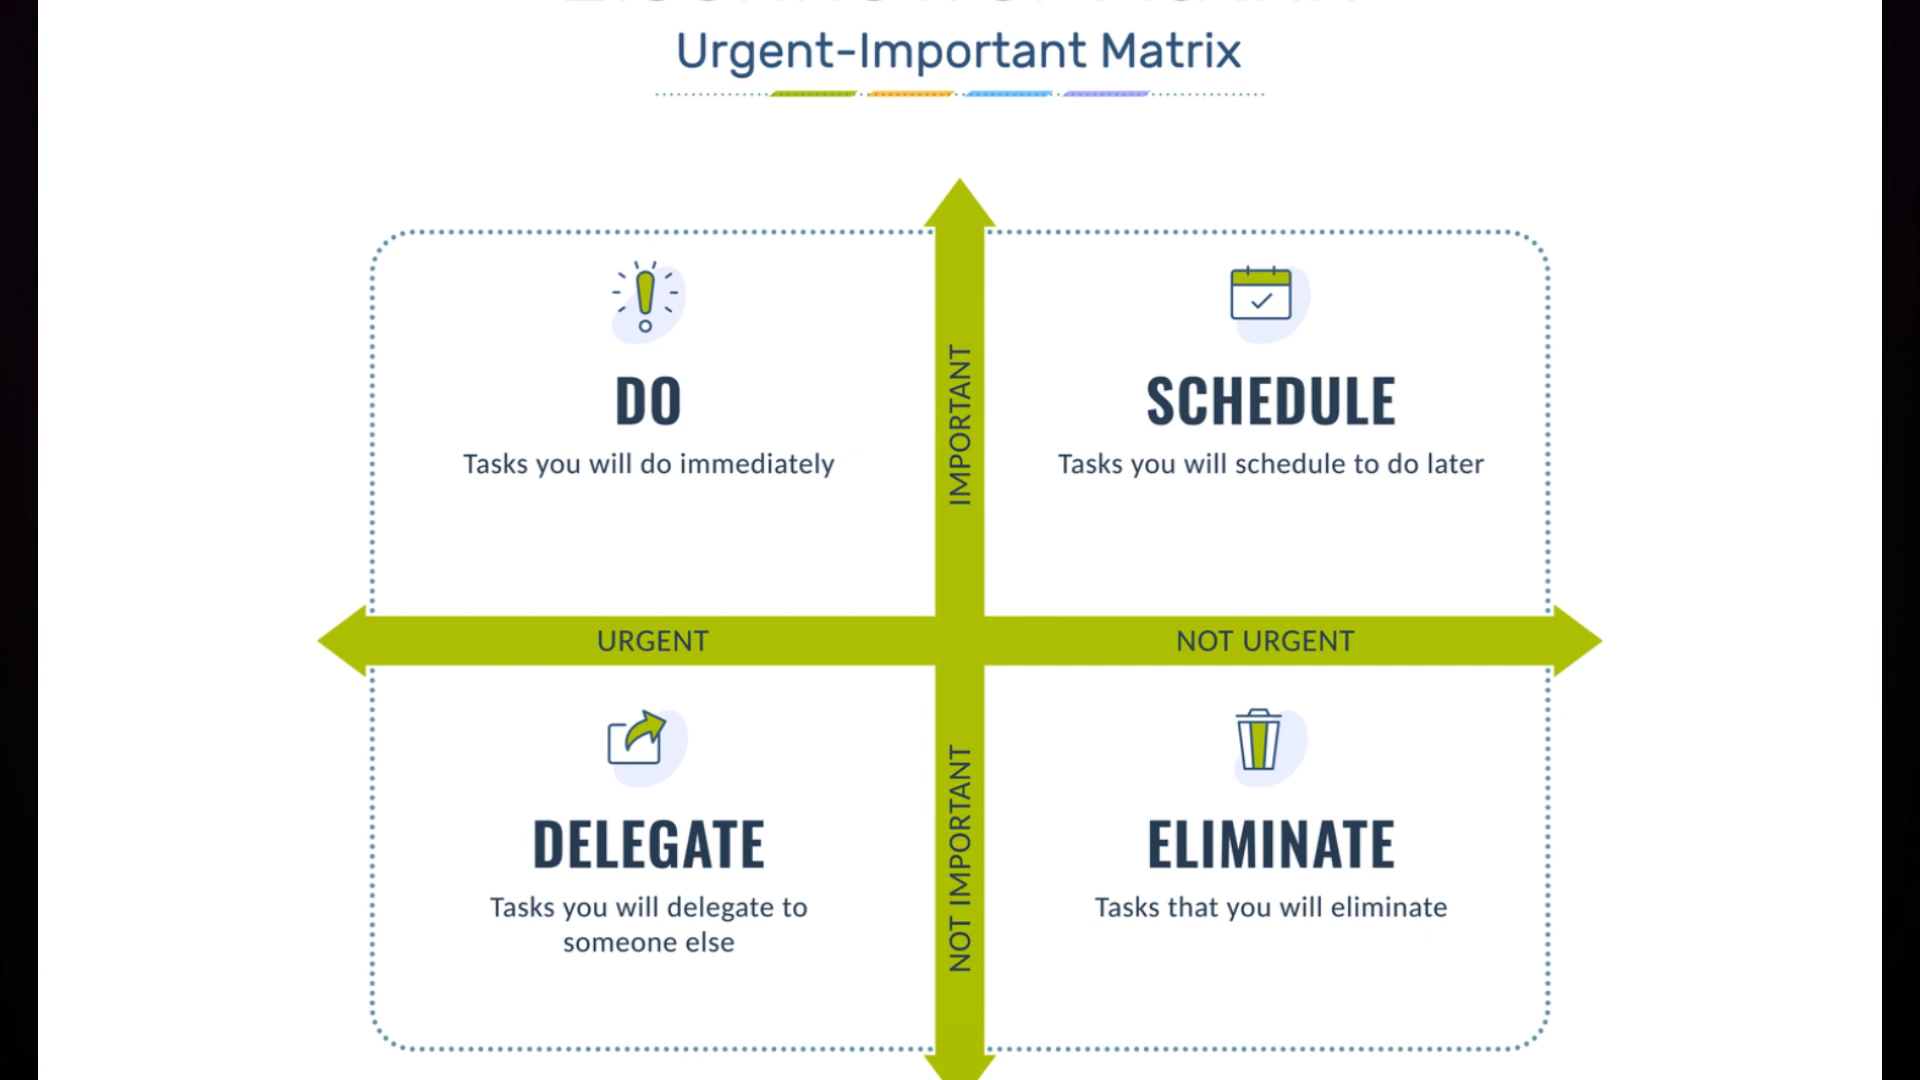 Urgent-Important Matrix
DO
Tasks you will do immediately
IMPORTANT
SCHEDULE
Tasks you will schedule to do later
URGENT
NOT URGENT
DELEGATE
Tasks you will delegate to
someone else
NOT IMPORTANT
ELIMINATE
Tasks that you will eliminate